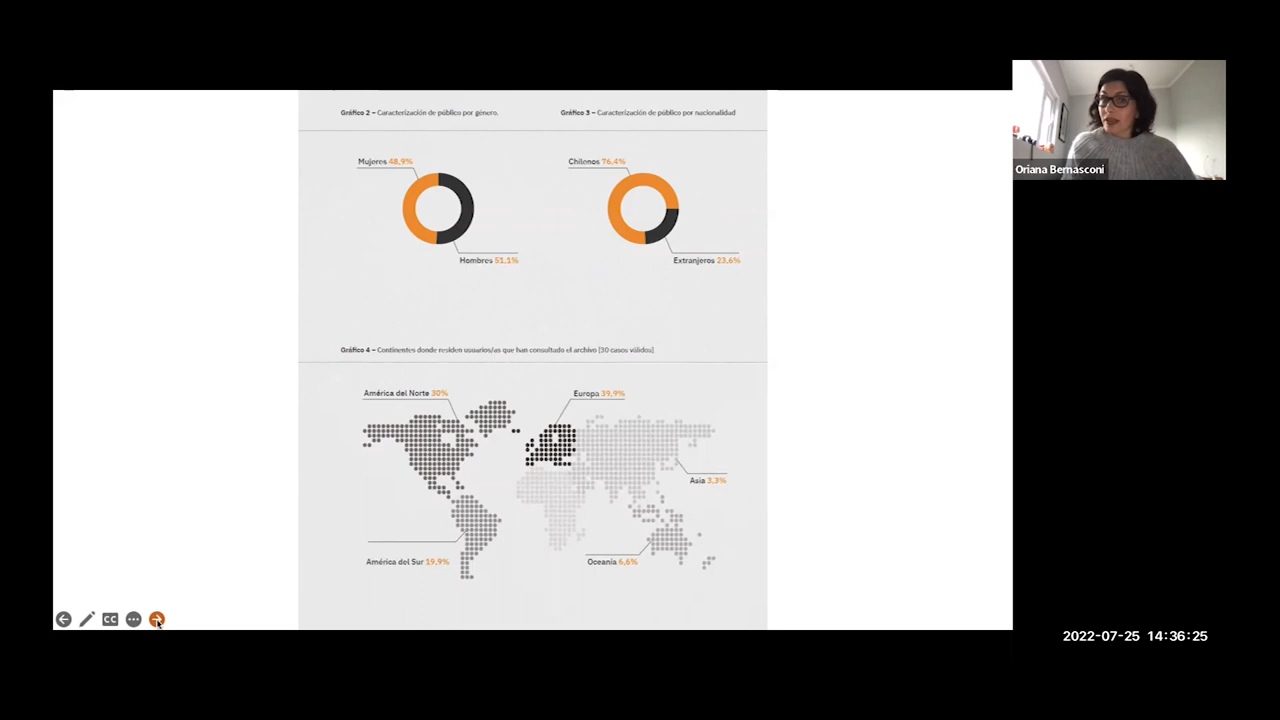 Gráfico 2 – Caracterización de público por género.
Gráfico 3 – Caracterización de público por nacionalidad
Mujeres 48,9%
Chilenos 76,4%
Hombres 51,1%
Extranjeros 23,6%
Gráfico 4 – Continentes donde residen usuarios/as que han consultado el archivo (30 casos válidos)
América del Norte 30%
Europa 39,9%
Asia 3,3%
América del Sur 19,9%
Oceanía 6,6%
CC
Oriana Bernasconi
2022-07-25 14:36:25